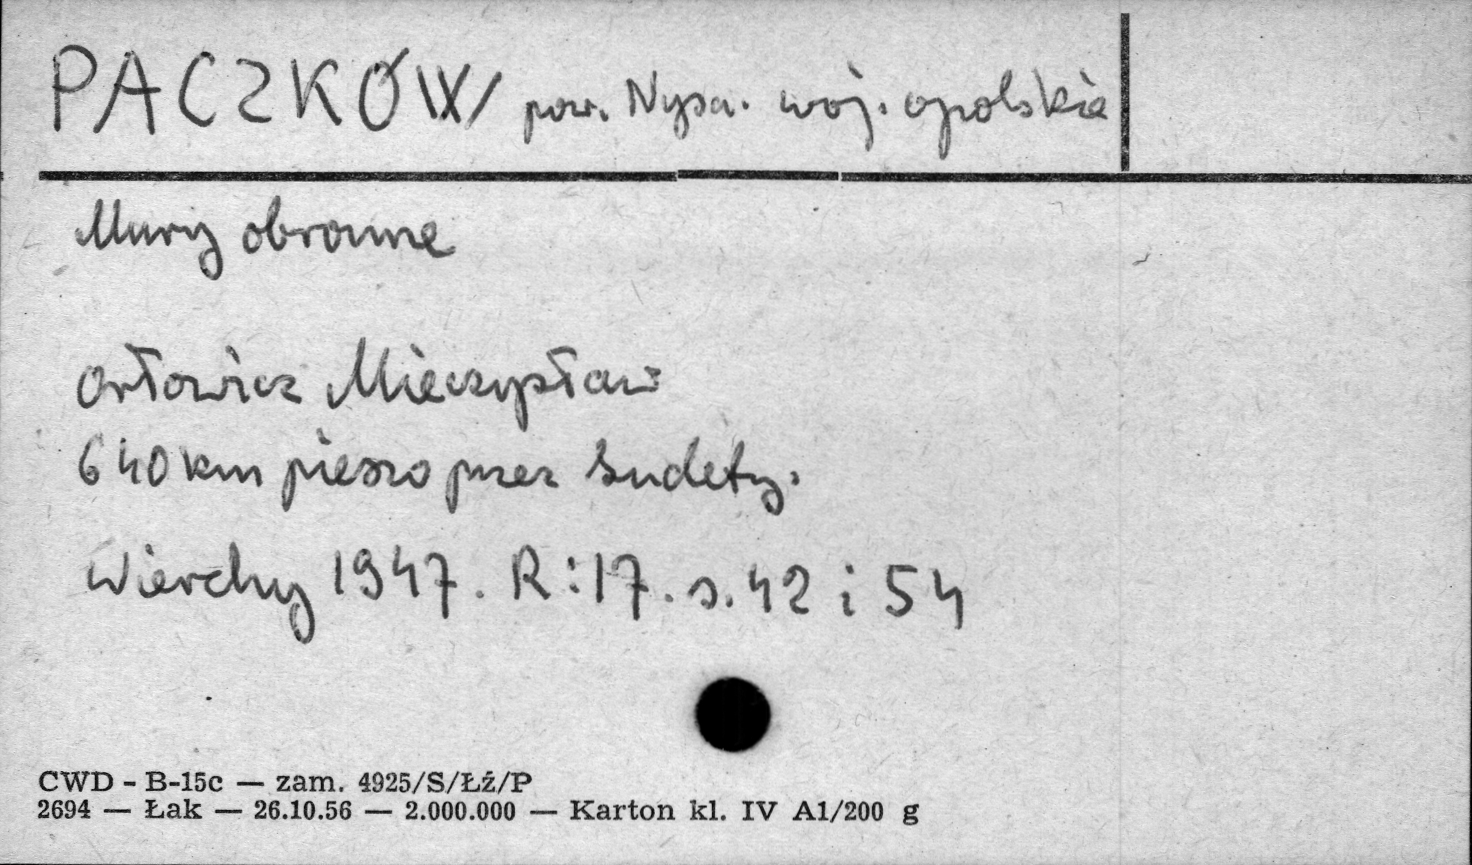 PACZKÓW pow. Nysa. woj. opolskie
Mury obronne
Orłowicz Mieczysław
640 km pieszo przez Sudety.
Wierchy 1947. R:17. s. 42 i 54
CWD - B-15c — zam. 4925/S/Łź/P
2694 — Łak — 26.10.56 — 2.000.000 — Karton kl. IV A1/200 g